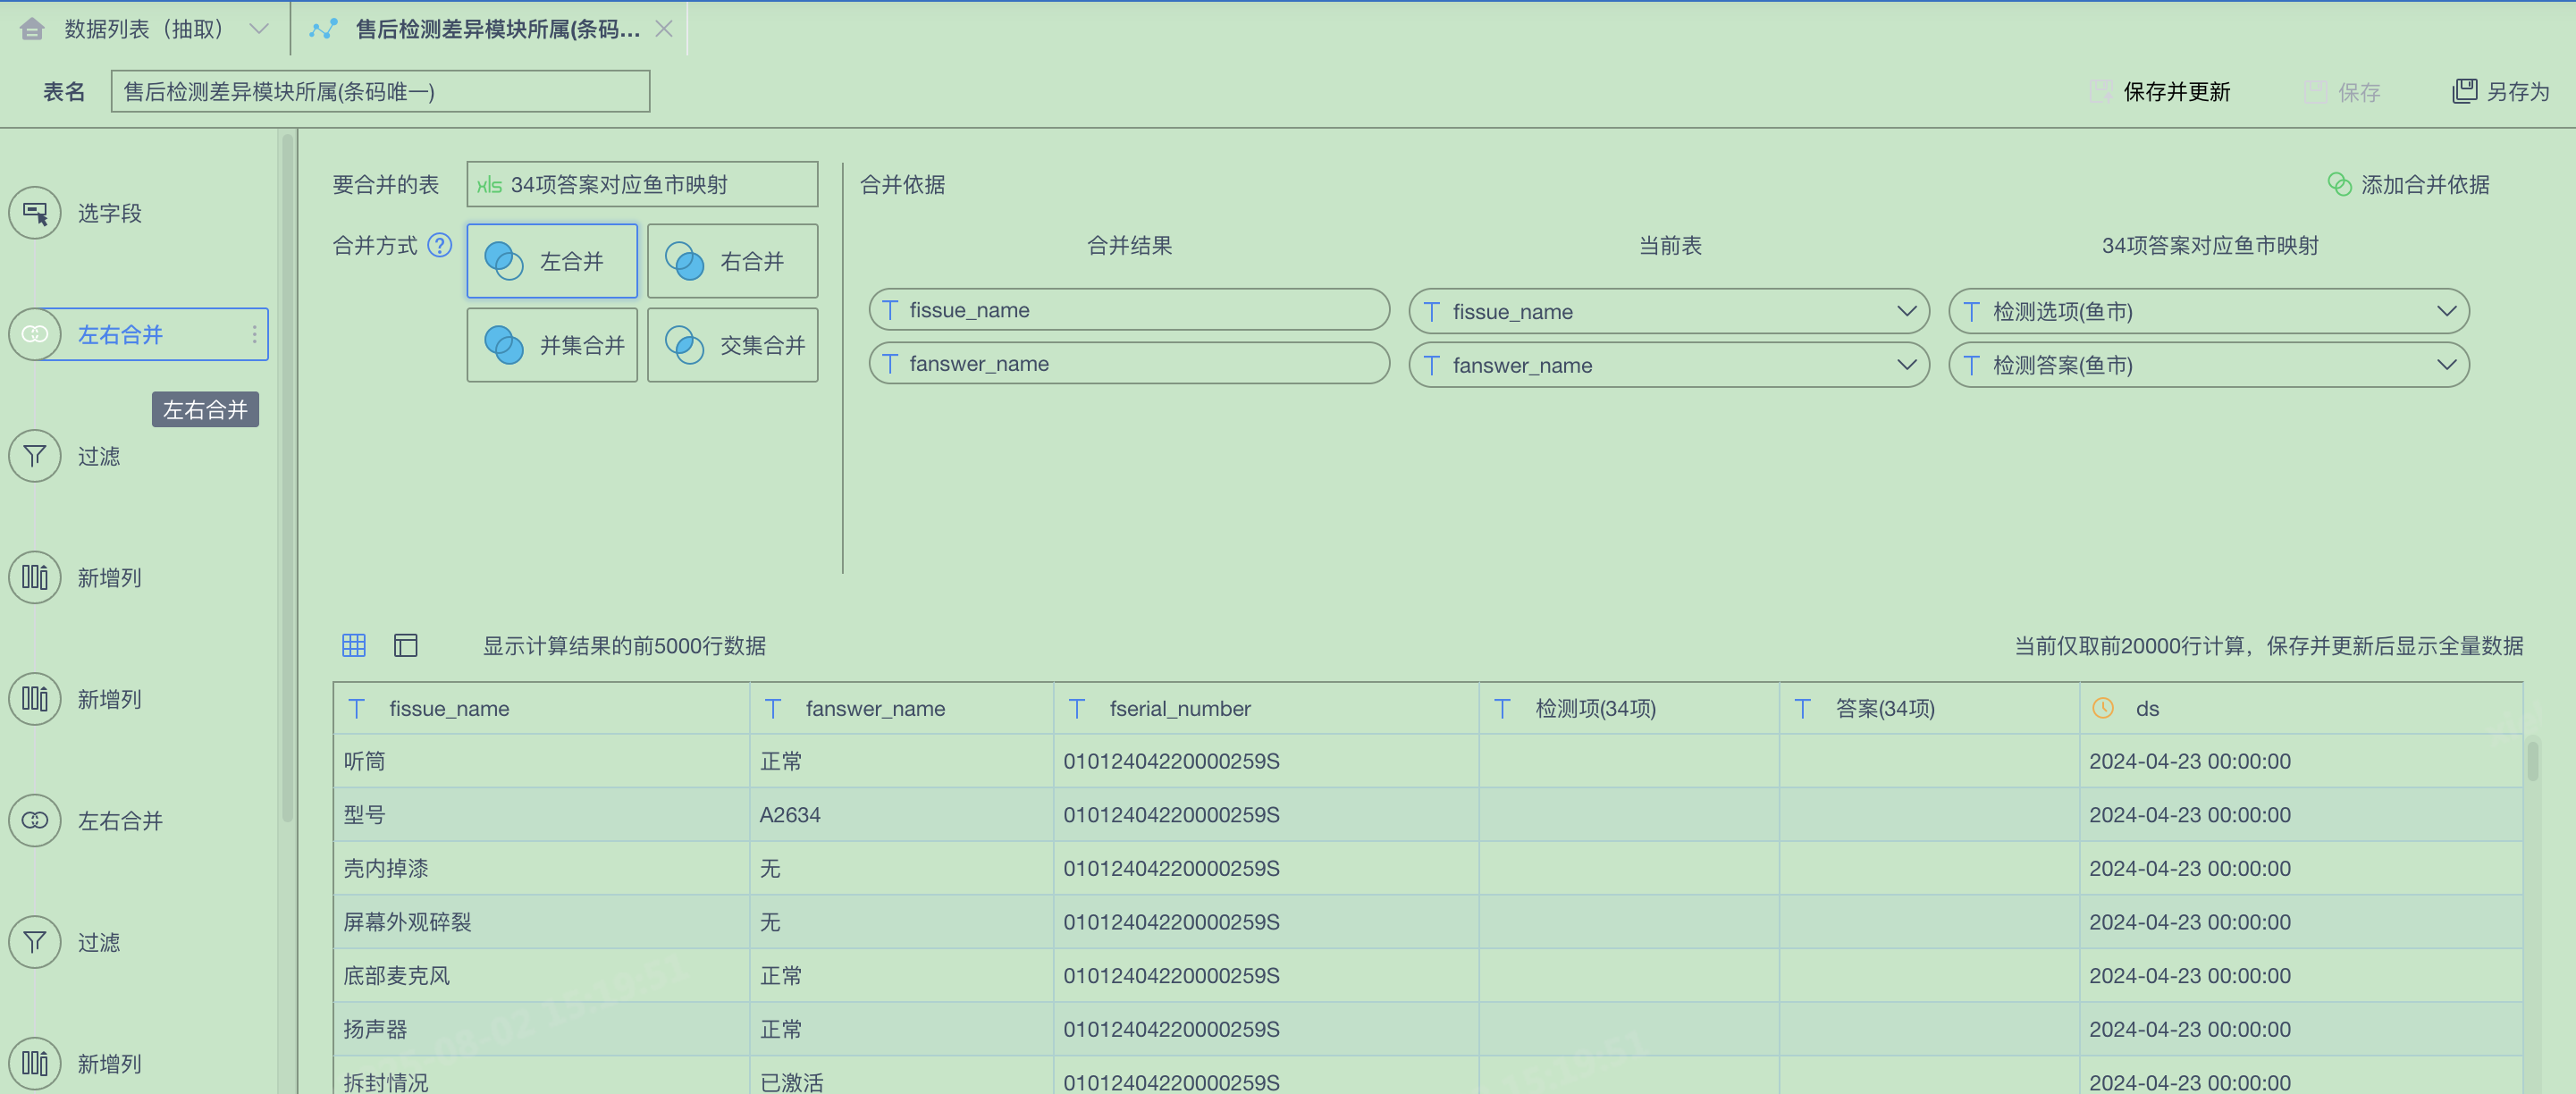 数据列表（抽取）
售后检测差异模块所属(条码...
表名
售后检测差异模块所属(条码唯一)
保存并更新
保存
另存为
选字段
左右合并
左右合并
过滤
新增列
新增列
左右合并
过滤
新增列
要合并的表
xls 34项答案对应鱼市映射
合并方式 ?
左合并
右合并
并集合并
交集合并
合并依据
添加合并依据
合并结果 当前表 34项答案对应鱼市映射
T fissue_name T fissue_name T 检测选项(鱼市)
T fanswer_name T fanswer_name T 检测答案(鱼市)
显示计算结果的前5000行数据
当前仅取前20000行计算，保存并更新后显示全量数据
T fissue_name T fanswer_name T fserial_number T 检测项(34项) T 答案(34项) ds
听筒 正常 01012404220000259S 2024-04-23 00:00:00
型号 A2634 01012404220000259S 2024-04-23 00:00:00
壳内掉漆 无 01012404220000259S 2024-04-23 00:00:00
屏幕外观碎裂 无 01012404220000259S 2024-04-23 00:00:00
底部麦克风 正常 01012404220000259S 2024-04-23 00:00:00
扬声器 正常 01012404220000259S 2024-04-23 00:00:00
拆封情况 已激活 01012404220000259S 2024-04-23 00:00:00